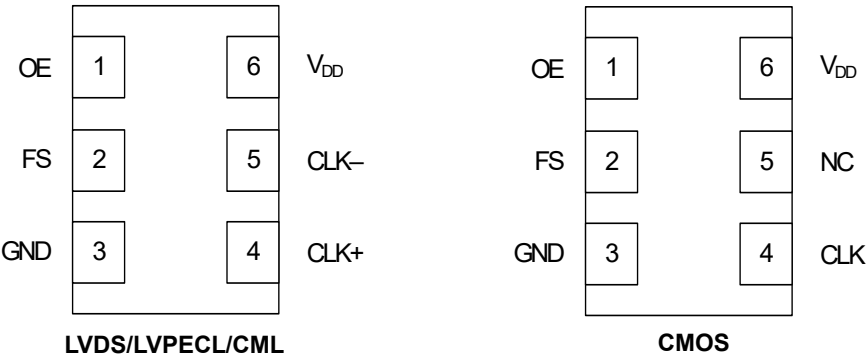 OE 1 6 VDD
FS 2 5 CLK–
GND 3 4 CLK+
LVDS/LVPECL/CML
OE 1 6 VDD
FS 2 5 NC
GND 3 4 CLK
CMOS